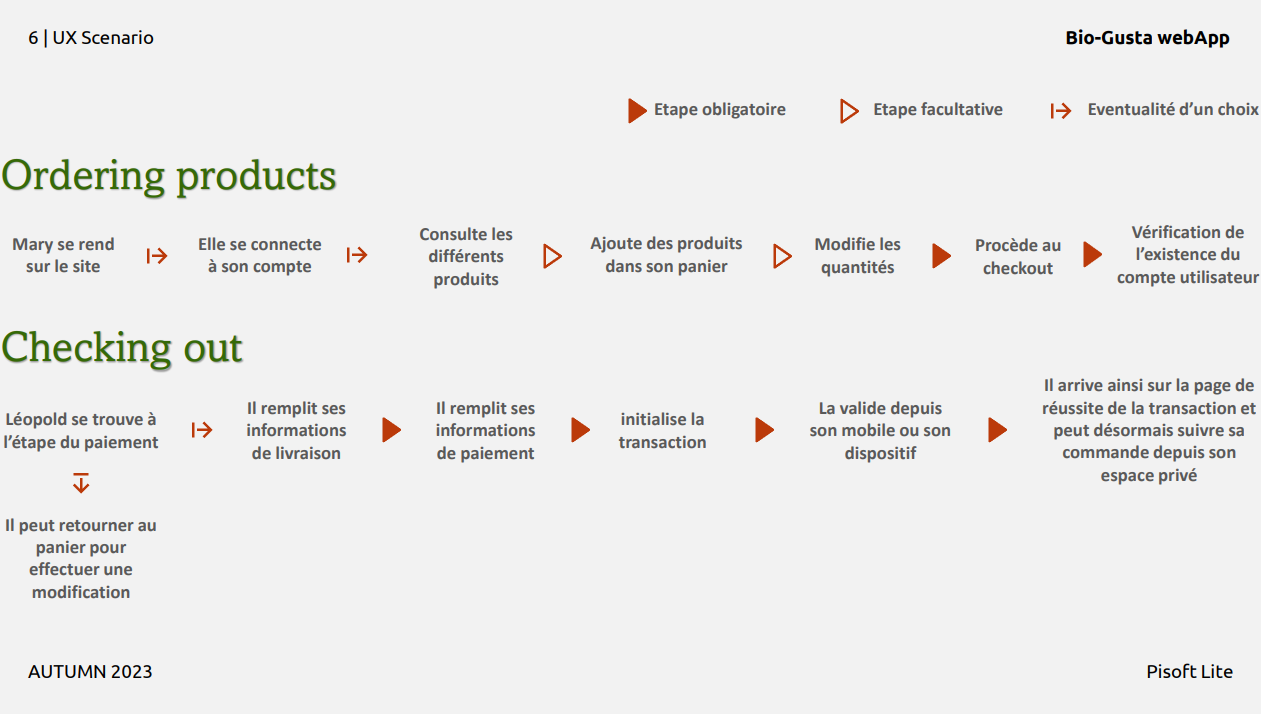 6 | UX Scenario
Bio-Gusta webApp
Etape obligatoire
Etape facultative
Eventualité d’un choix
Ordering products
Mary se rend
sur le site
Elle se connecte
à son compte
Consulte les
différents
produits
Ajoute des produits
dans son panier
Modifie les
quantités
Procède au
checkout
Vérification de
l’existence du
compte utilisateur
Checking out
Léopold se trouve à
l’étape du paiement
Il remplit ses
informations
de livraison
Il remplit ses
informations
de paiement
initialise la
transaction
La valide depuis
son mobile ou son
dispositif
Il arrive ainsi sur la page de
réussite de la transaction et
peut désormais suivre sa
commande depuis son
espace privé
Il peut retourner au
panier pour
effectuer une
modification
AUTUMN 2023
Pisoft Lite